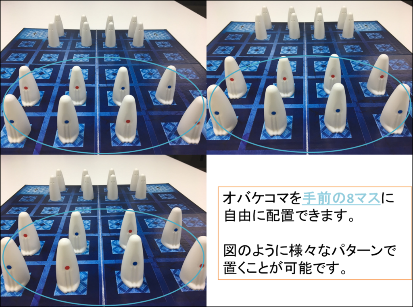 オバケコマを手前の8マスに
自由に配置できます。
図のように様々なパターンで
置くことが可能です。